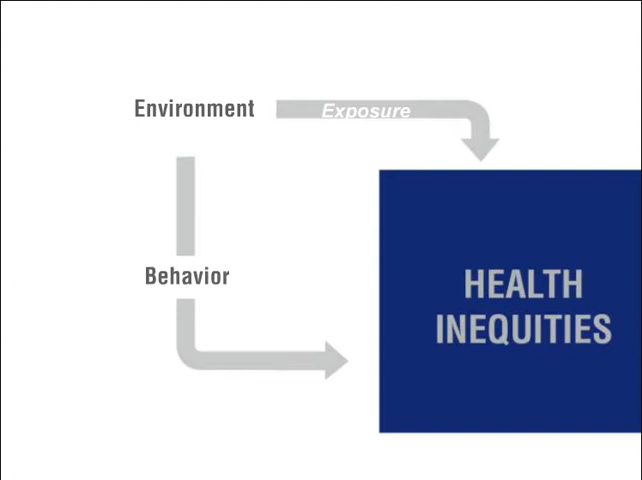 Environment
Exposure
Behavior
HEALTH
INEQUITIES